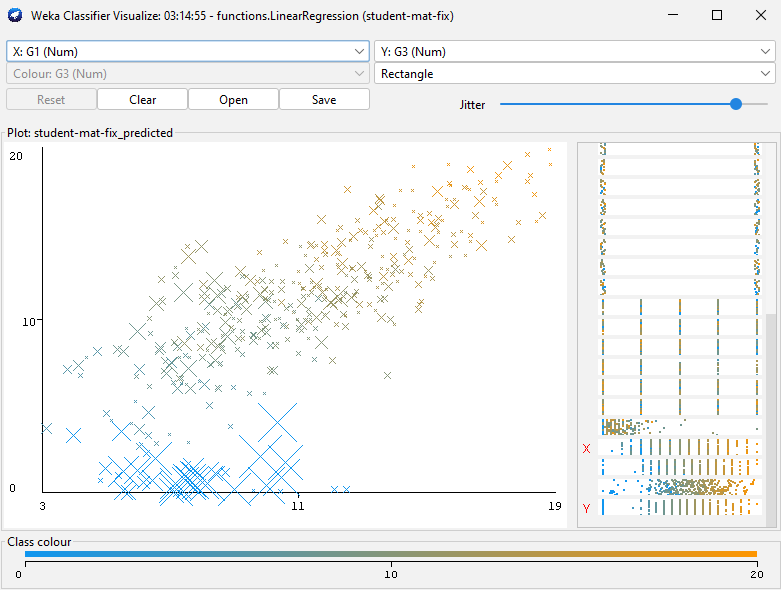 Weka Classifier Visualize: 03:14:55 - functions.LinearRegression (student-mat-fix)
X: G1 (Num)
Y: G3 (Num)
Colour: G3 (Num)
Rectangle
Reset
Clear
Open
Save
Jitter
Plot: student-mat-fix_predicted
20
10
0
3
11
19
X
Y
Class colour
0
10
20